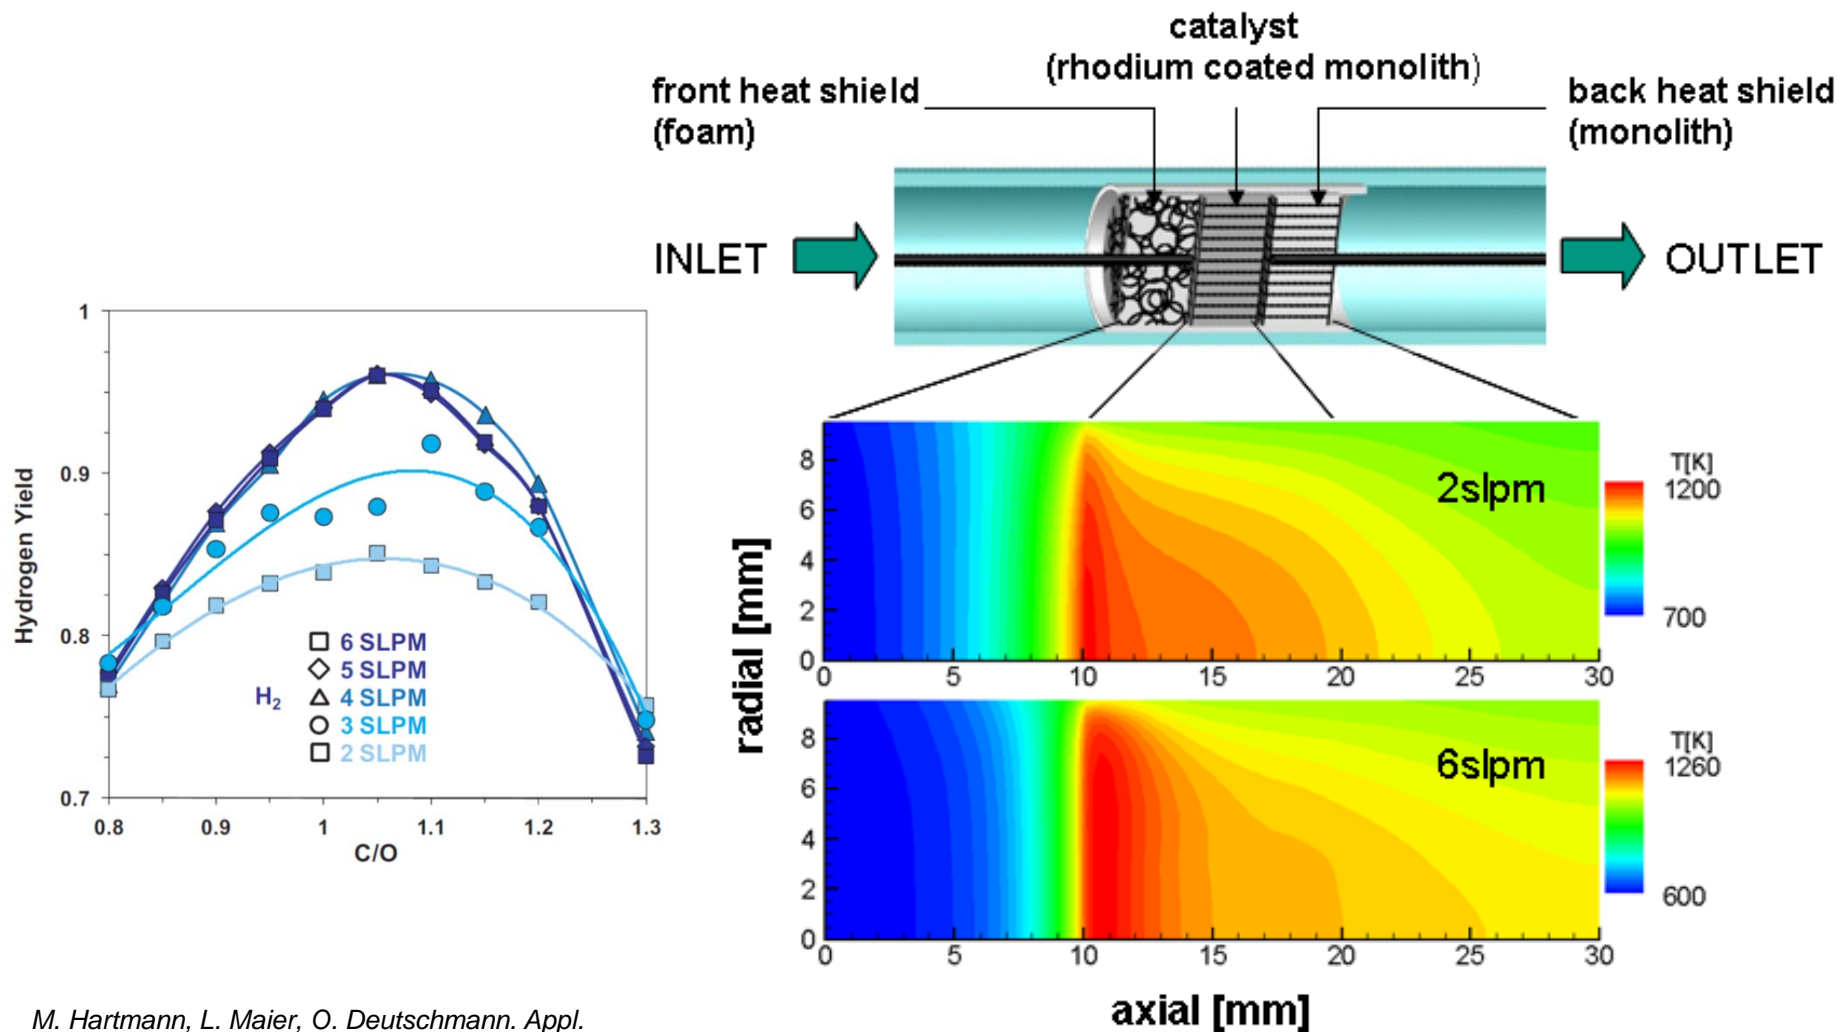 catalyst
(rhodium coated monolith)
front heat shield
(foam)
back heat shield
(monolith)
INLET
OUTLET
1
0.9
0.8
0.7
Hydrogen Yield
6 SLPM
5 SLPM
H2
4 SLPM
3 SLPM
2 SLPM
0.8 0.9 1 1.1 1.2 1.3
C/O
8
6
4
2
0
2slpm
T[K]
1200
700
0 5 10 15 20 25 30
radial [mm]
8
6
4
2
0
6slpm
T[K]
1260
600
0 5 10 15 20 25 30
axial [mm]
M. Hartmann, L. Maier, O. Deutschmann. Appl.